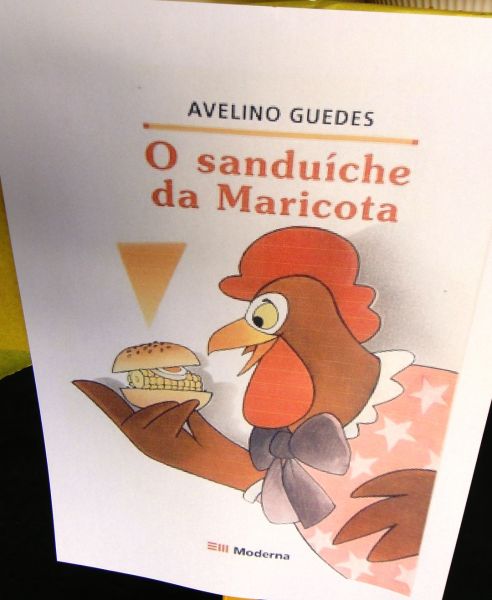 AVELINO GUEDES
O sanduíche
da Maricota
Moderna